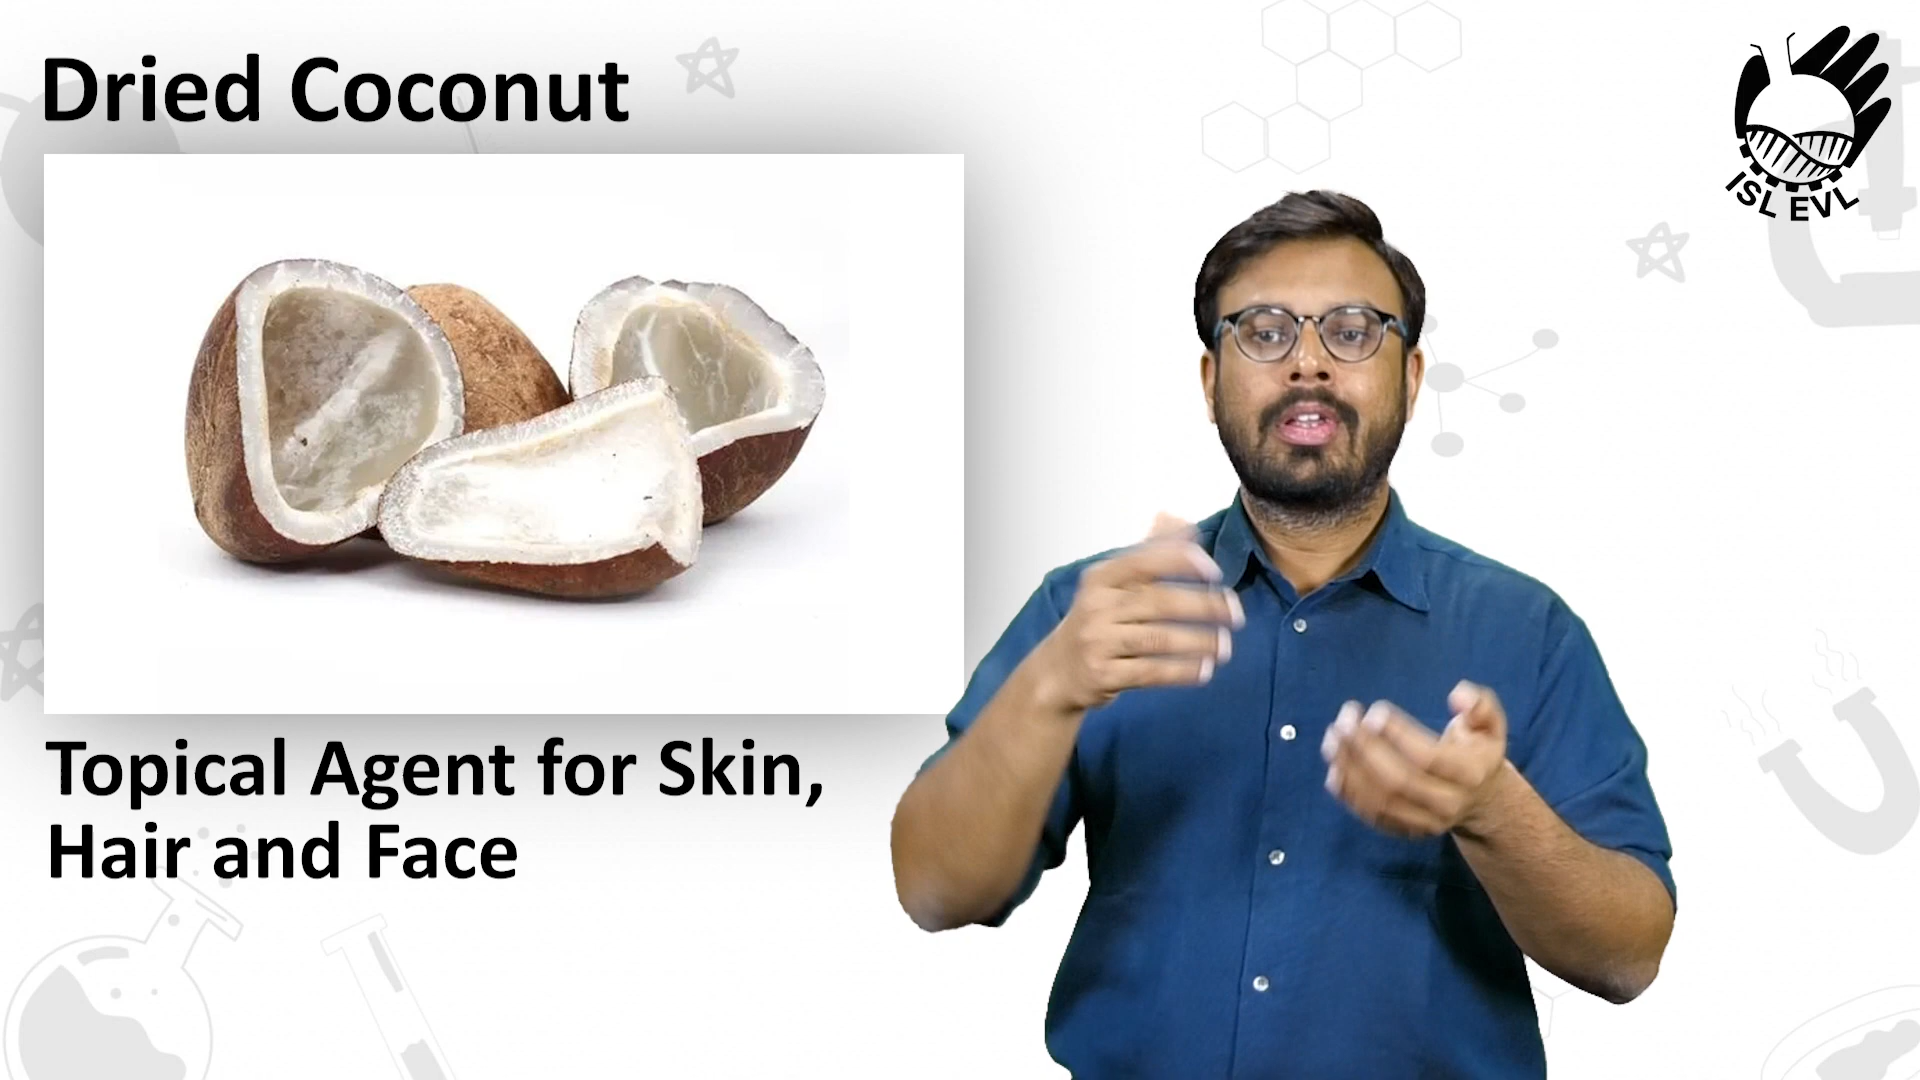 Dried Coconut
ISL EVL
Topical Agent for Skin,
Hair and Face